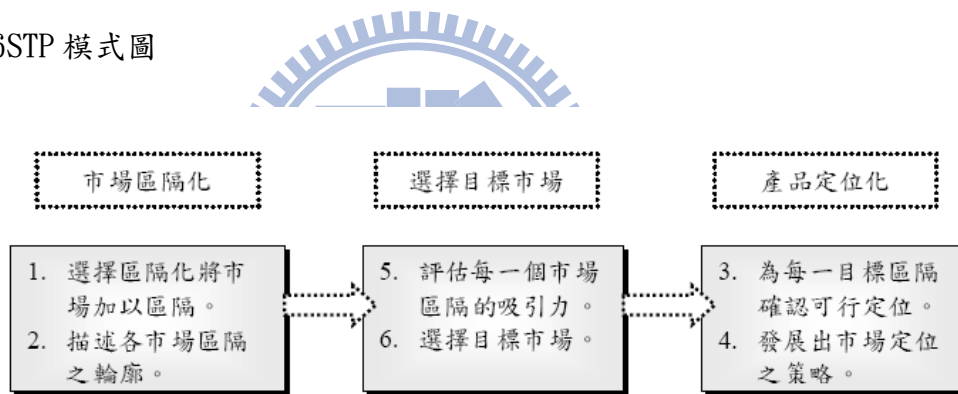 6STP 模式圖
市場區隔化
選擇目標市場
產品定位化
1. 選擇區隔化將市
場加以區隔。
2. 描述各市場區隔
之輪廓。
5. 評估每一個市場
區隔的吸引力。
6. 選擇目標市場。
3. 為每一目標區隔
確認可行定位。
4. 發展出市場定位
之策略。